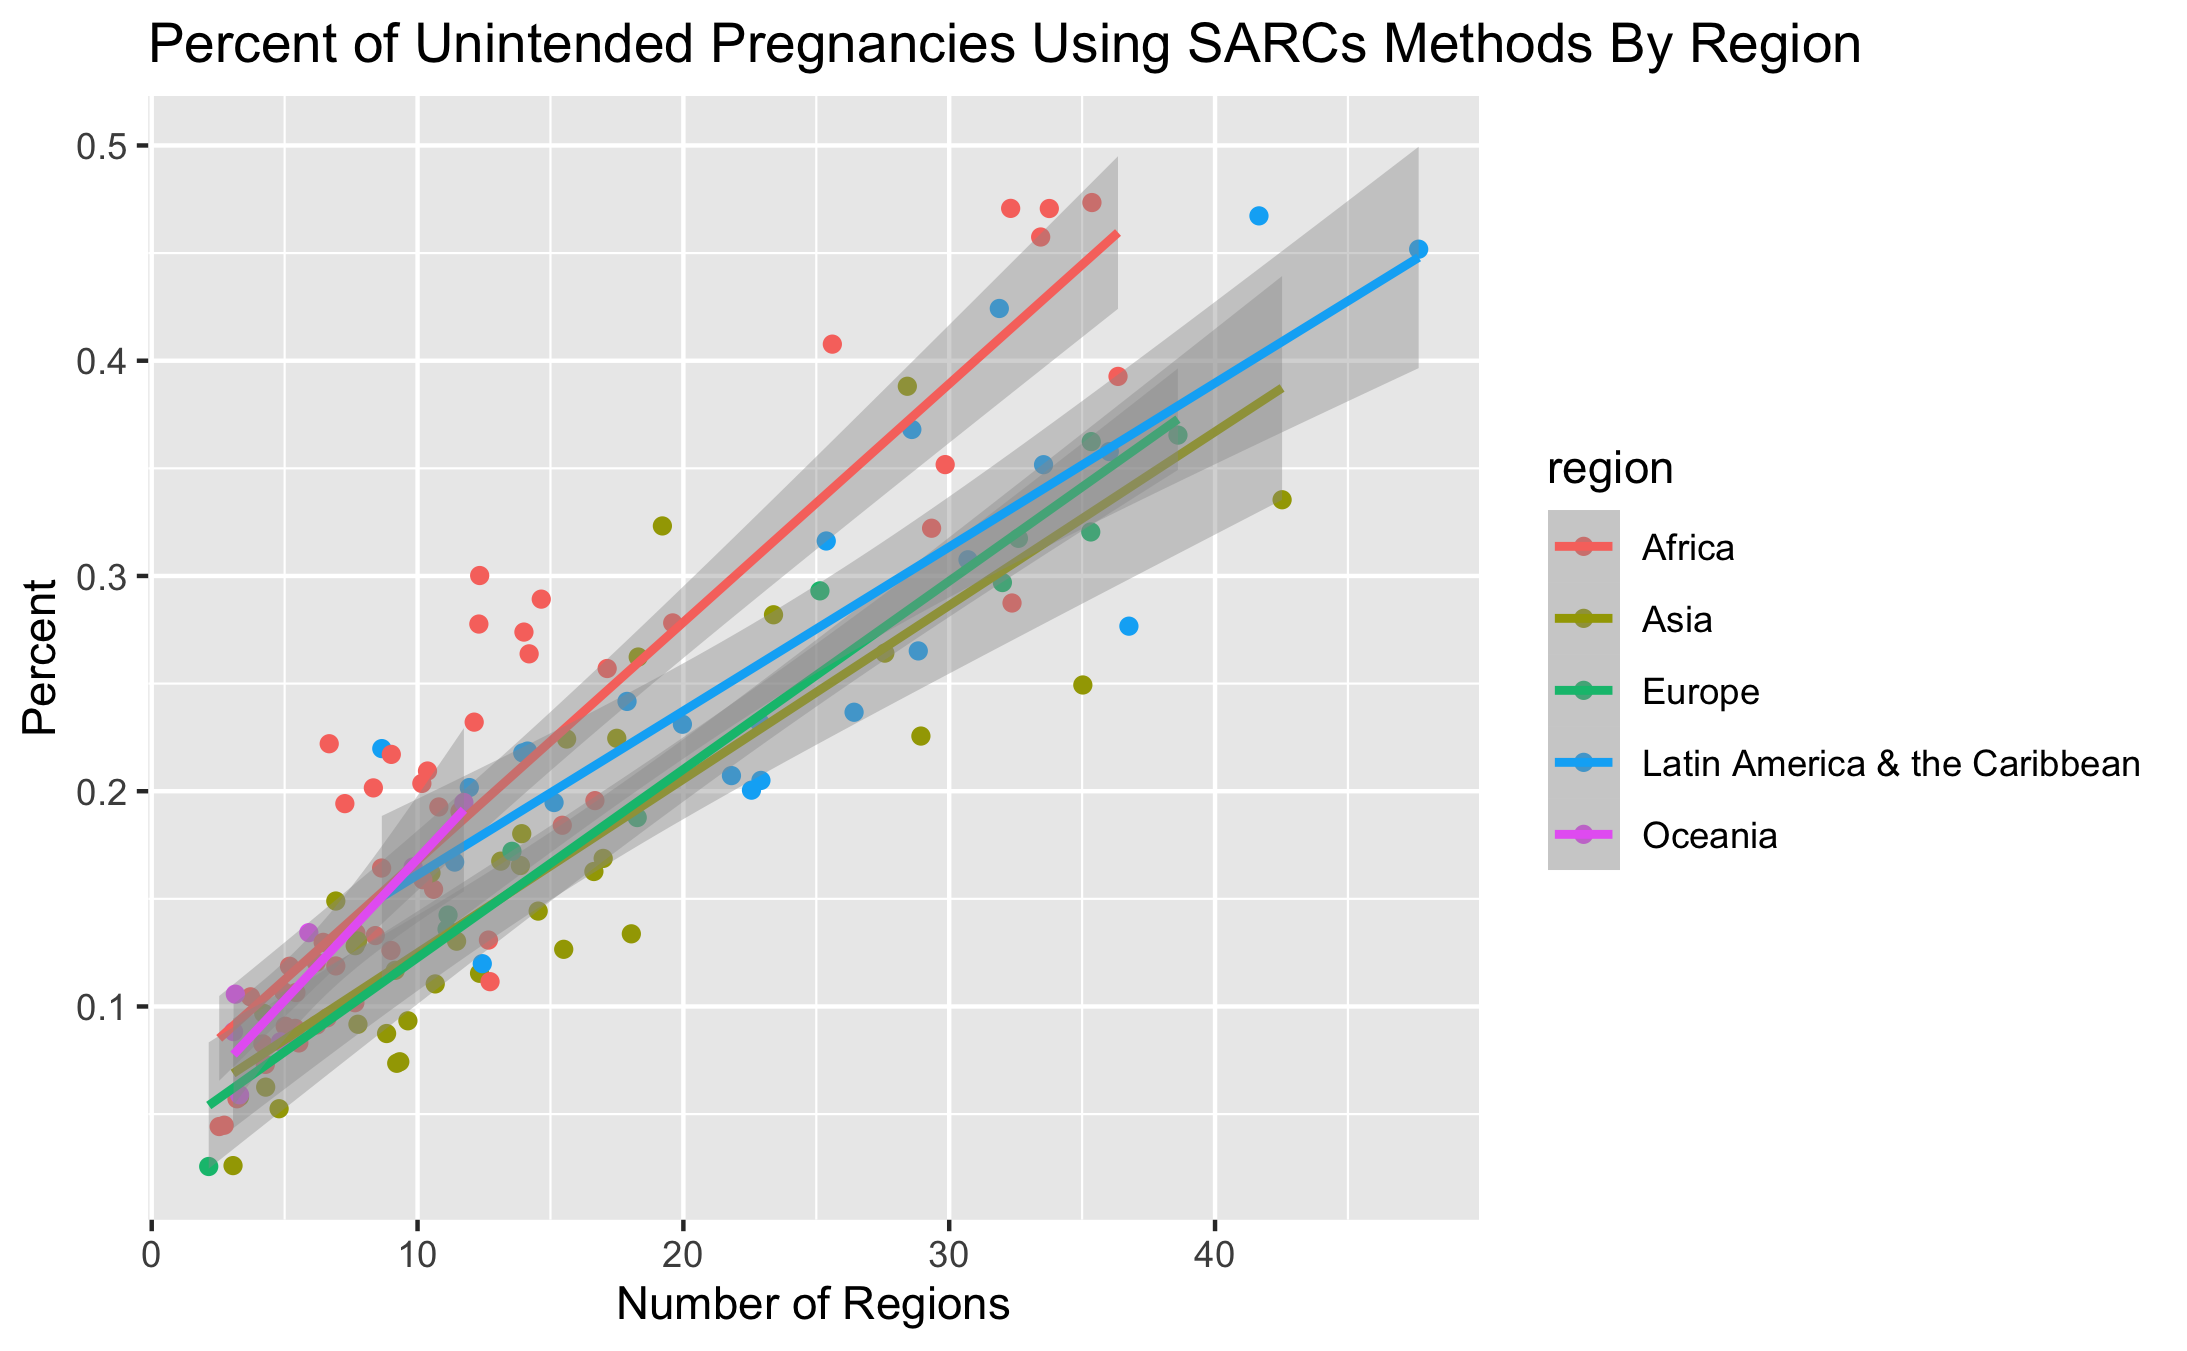 Percent of Unintended Pregnancies Using SARCs Methods By Region
0.5
0.4
0.3
0.2
0.1
Percent
0 10 20 30 40
Number of Regions
region
Africa
Asia
Europe
Latin America & the Caribbean
Oceania